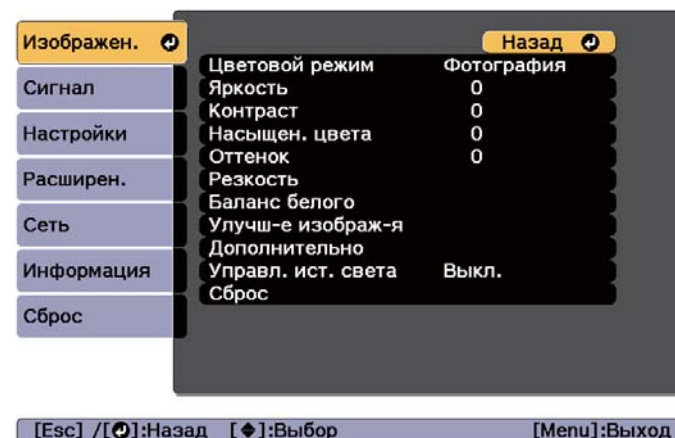 Изображен.
Сигнал
Настройки
Расширен.
Сеть
Информация
Сброс
Назад
Цветовой режим Фотография
Яркость 0
Контраст 0
Насыщен. цвета 0
Оттенок 0
Резкость
Баланс белого
Улучш-е изображ-я
Дополнительно
Управл. ист. света Выкл.
Сброс
[Esc] /[]:Назад [◆]:Выбор [Menu]:Выход